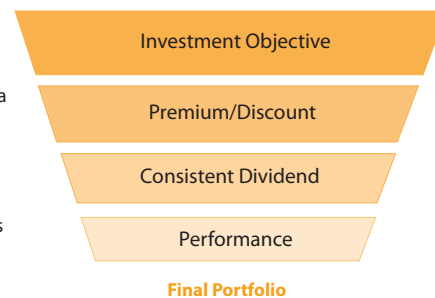 Investment Objective
a
Premium/Discount
Consistent Dividend
s
Performance
Final Portfolio